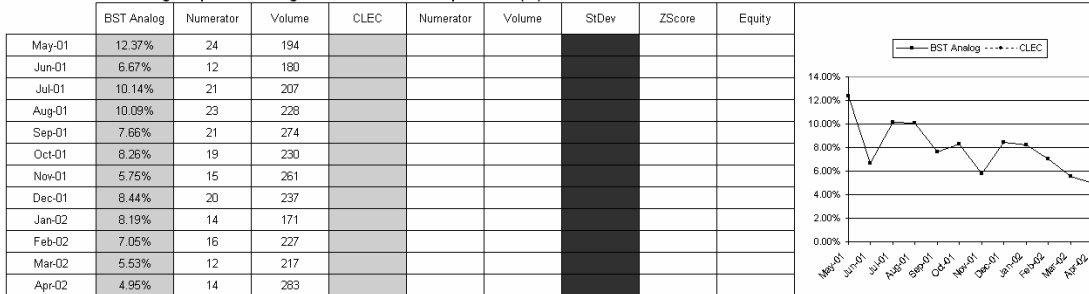 BST Analog Numerator Volume CLEC Numerator Volume StDev ZScore Equity
May-01 12.37% 24 194
Jun-01 6.67% 12 180
Jul-01 10.14% 21 207
Aug-01 10.09% 23 228
Sep-01 7.66% 21 274
Oct-01 8.26% 19 230
Nov-01 5.75% 15 261
Dec-01 8.44% 20 237
Jan-02 8.19% 14 171
Feb-02 7.05% 16 227
Mar-02 5.53% 12 217
Apr-02 4.95% 14 283
BST Analog CLEC
14.00%
12.00%
10.00%
8.00%
6.00%
4.00%
2.00%
0.00%
May-01 Jun-01 Jul-01 Aug-01 Sep-01 Oct-01 Nov-01 Dec-01 Jan-02 Feb-02 Mar-02 Apr-02